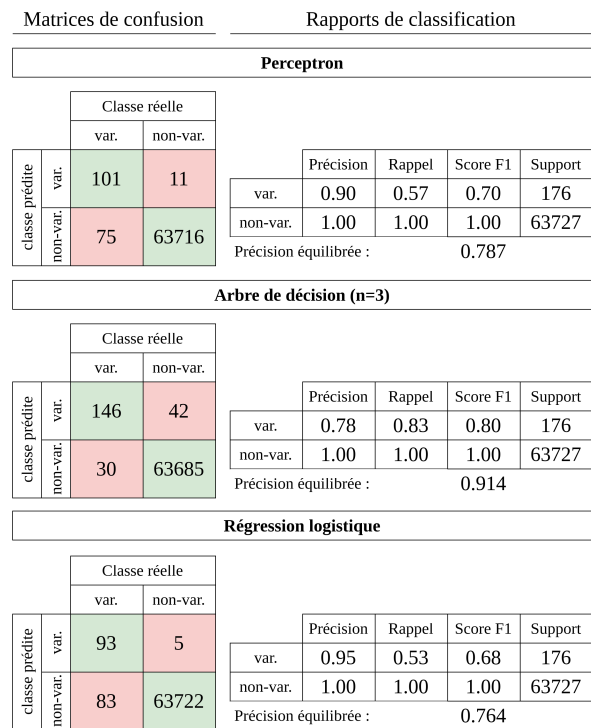 Matrices de confusion Rapports de classification
Perceptron
Classe réelle
var. non-var.
Précision Rappel Score F1 Support
classe prédite var. 101 11 var. 0.90 0.57 0.70 176
non-var. 75 63716 non-var. 1.00 1.00 1.00 63727
Précision équilibrée : 0.787
Arbre de décision (n=3)
Classe réelle
var. non-var.
Précision Rappel Score F1 Support
classe prédite var. 146 42 var. 0.78 0.83 0.80 176
non-var. 30 63685 non-var. 1.00 1.00 1.00 63727
Précision équilibrée : 0.914
Régression logistique
Classe réelle
var. non-var.
Précision Rappel Score F1 Support
classe prédite var. 93 5 var. 0.95 0.53 0.68 176
non-var. 83 63722 non-var. 1.00 1.00 1.00 63727
Précision équilibrée : 0.764